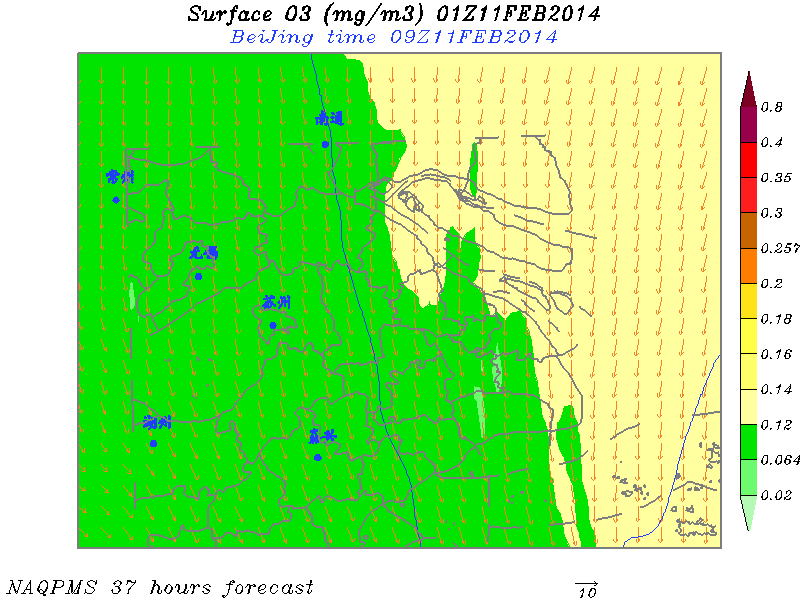 Surface O3 (mg/m3) 01Z11FEB2014
BeiJing time 09Z11FEB2014
南通
常州
无锡
苏州
湖州
嘉兴
0.8
0.4
0.35
0.3
0.257
0.2
0.18
0.16
0.14
0.12
0.064
0.02
NAQPMS 37 hours forecast
10